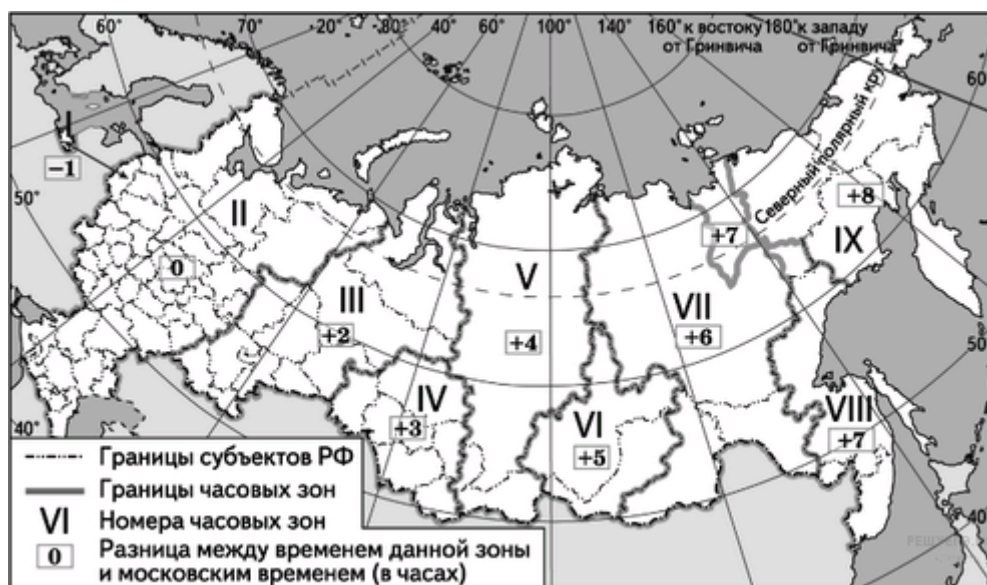 60° 20° 20° 40° 60° 80° 100° 120° 140° 160° к востоку от Гринвича 180° к западу от Гринвича
60°
I
-1
50°
II
0
Северный полярный круг
+8
IX
+7
V
III
VII
+2
+4
+6
50°
IV
+3
VI
+5
VIII
+7
40°
40°
Границы субъектов РФ
Границы часовых зон
VI Номера часовых зон
0 Разница между временем данной зоны
и московским временем (в часах)